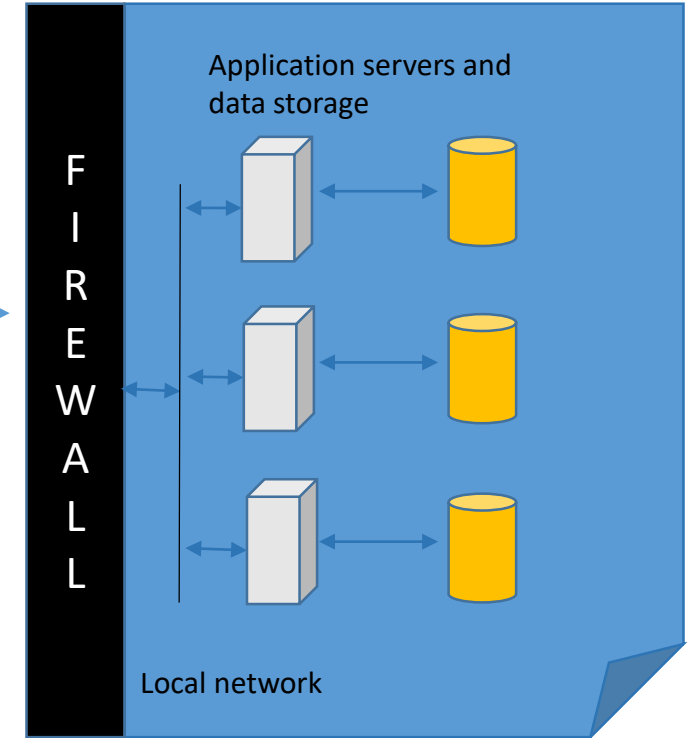 Application servers and
data storage
F
I
R
E
W
A
L
L
Local network